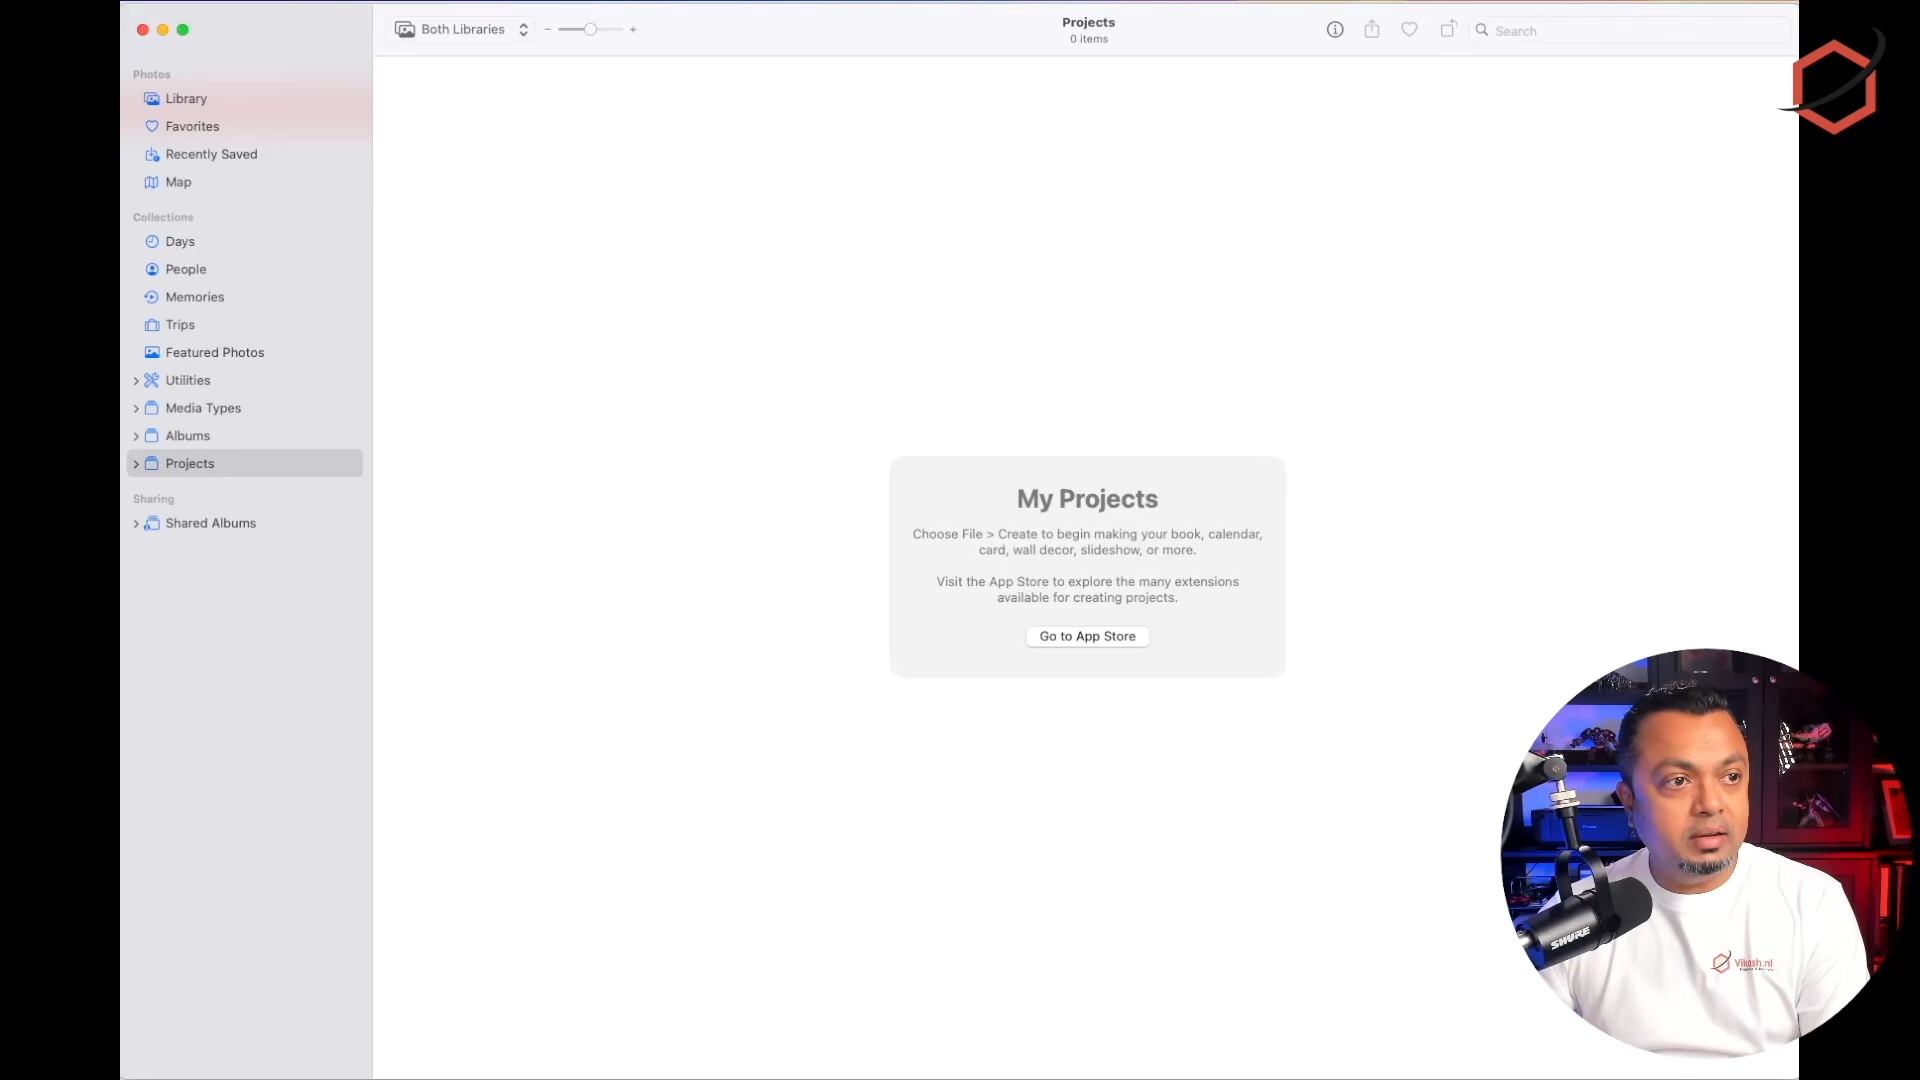 Both Libraries
Projects
0 items
Search
Photos
Library
Favorites
Recently Saved
Map
Collections
Days
People
Memories
Trips
Featured Photos
Utilities
Media Types
Albums
Projects
Sharing
Shared Albums
My Projects
Choose File > Create to begin making your book, calendar,
card, wall decor, slideshow, or more.
Visit the App Store to explore the many extensions
available for creating projects.
Go to App Store
SHURE
Vikash.nl